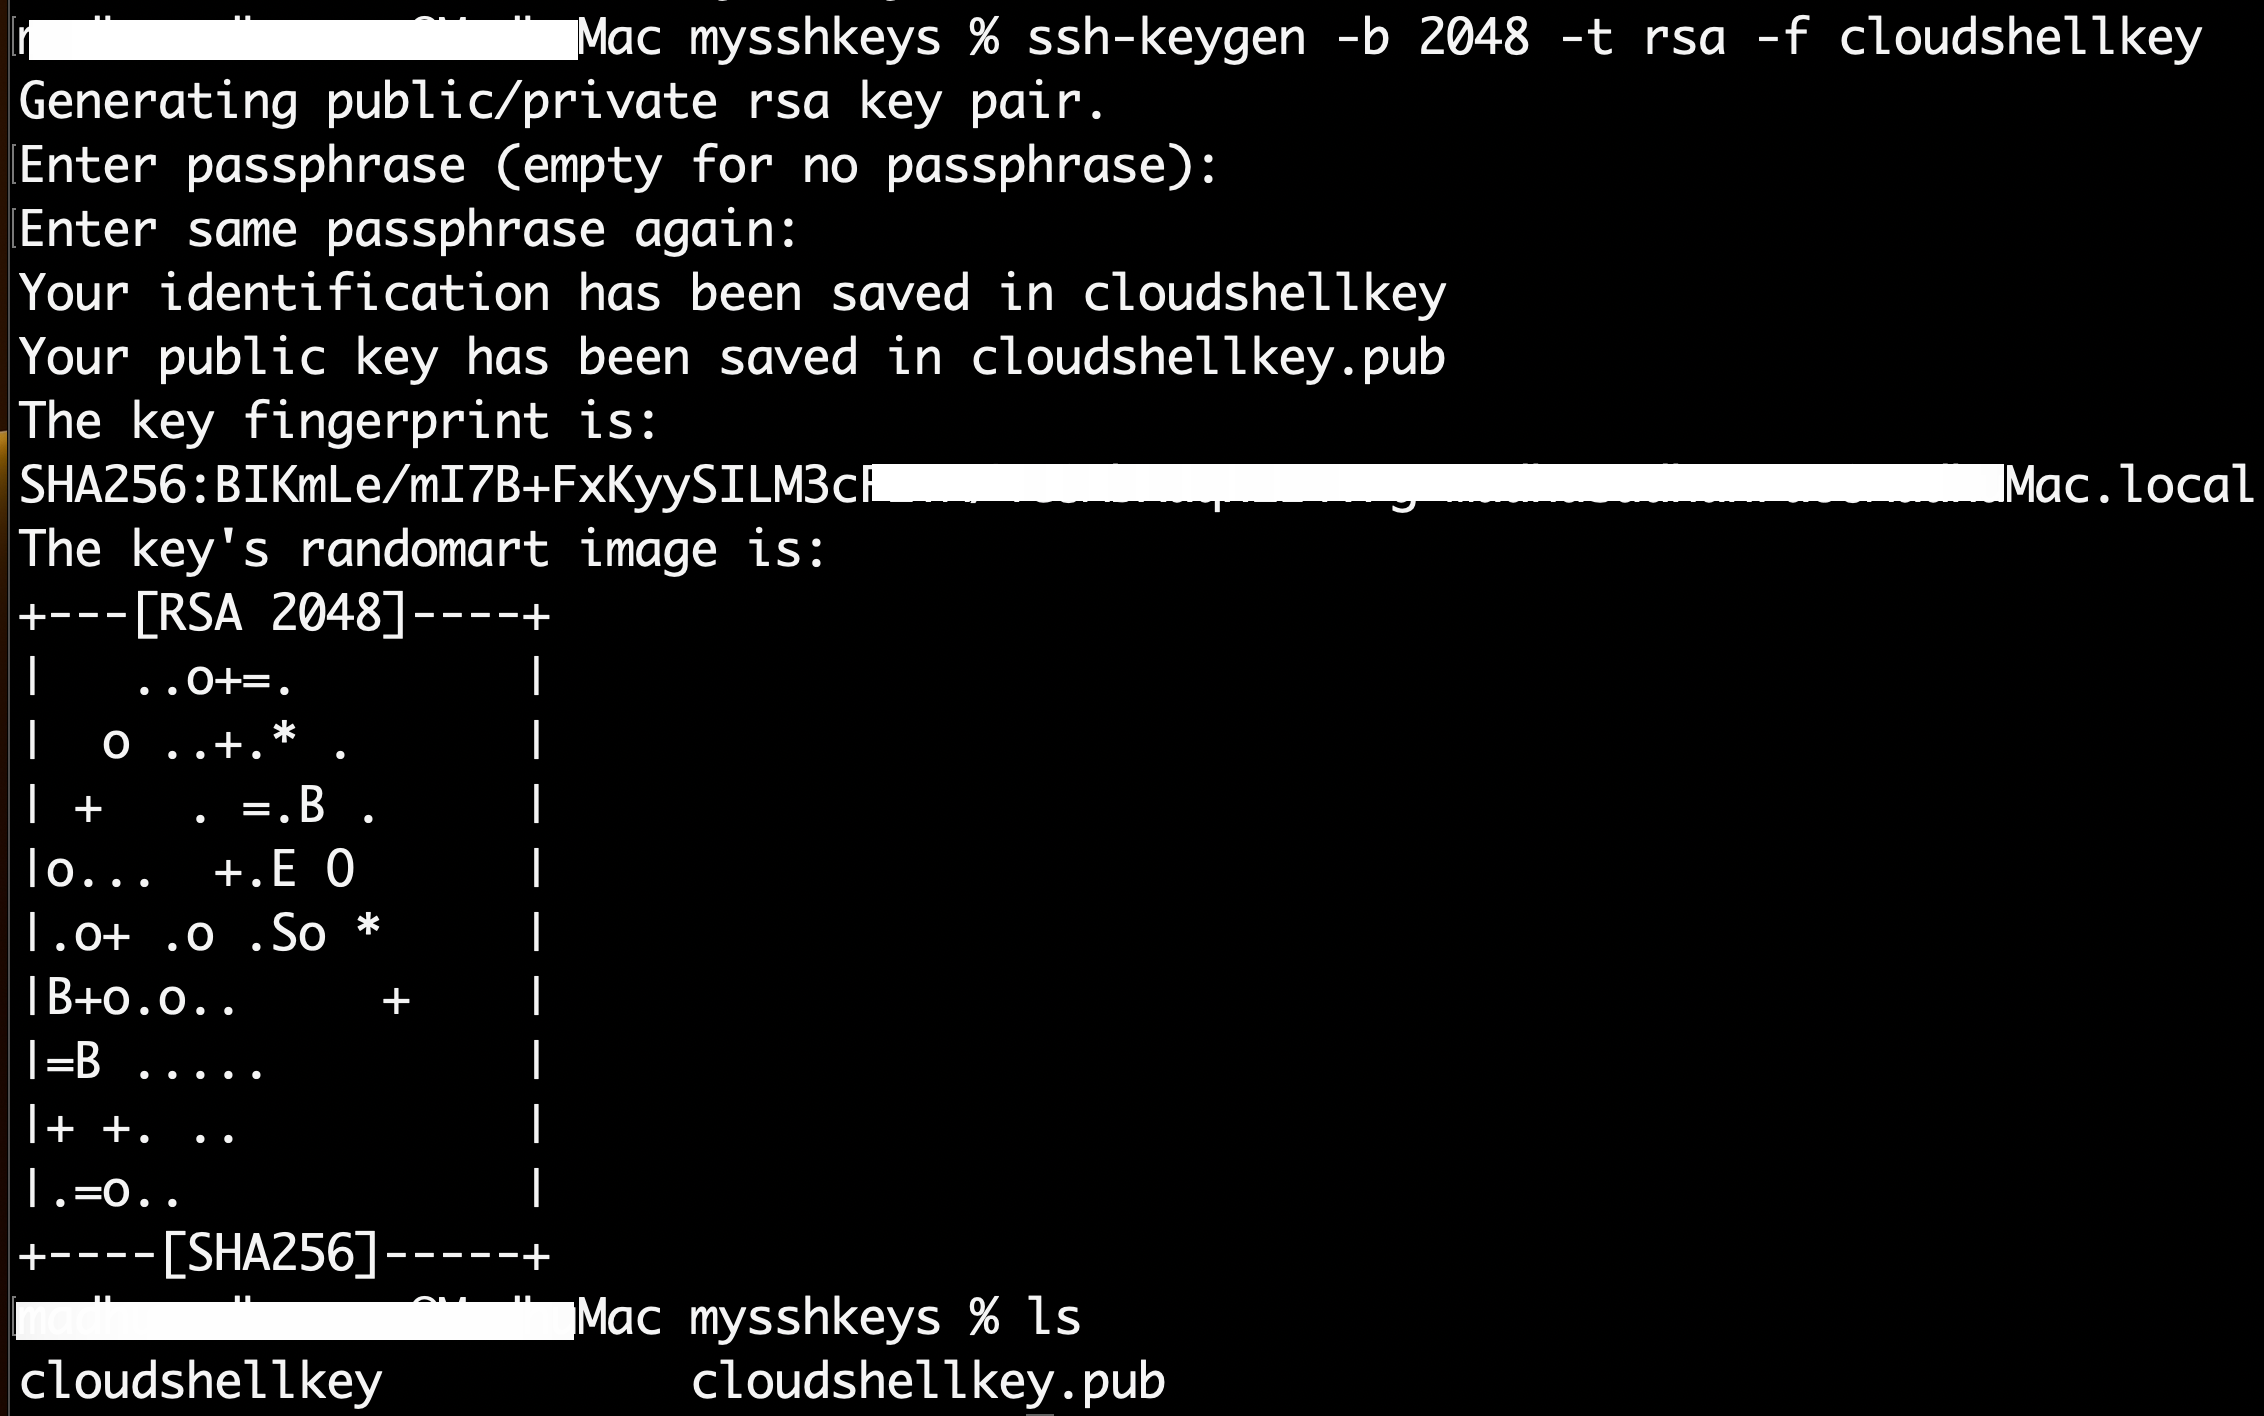 Mac mysshkeys % ssh-keygen -b 2048 -t rsa -f cloudshellkey
Generating public/private rsa key pair.
Enter passphrase (empty for no passphrase):
Enter same passphrase again:
Your identification has been saved in cloudshellkey
Your public key has been saved in cloudshellkey.pub
The key fingerprint is:
SHA256:BIKmLe/mI7B+FxKyySILM3c Mac.local
The key's randomart image is:
+---[RSA 2048]----+
|   ..o+=.        |
|  o ..+.* .      |
| +   . =.B .     |
|o...  +.E O      |
|.o+ .o .So *     |
|B+o.o..     +    |
|=B .....         |
|+ +. ..          |
|.=o..            |
+----[SHA256]-----+
Mac mysshkeys % ls
cloudshellkey           cloudshellkey.pub